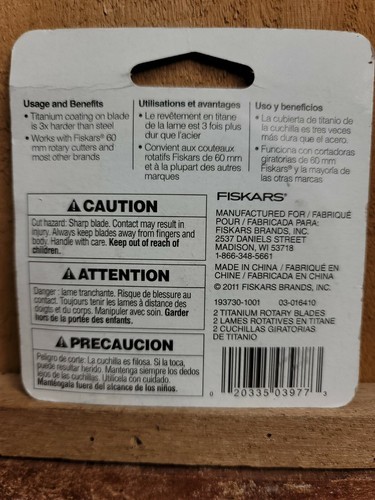 Usage and Benefits
• Titanium coating on blade
is 3x harder than steel
• Works with Fiskars® 60
mm rotary cutters and
most other brands
Utilisations et avantages
• Le revêtement en titane
de la lame est 3 fois plus
dur que l'acier
• Convient aux couteaux
rotatifs Fiskars de 60 mm
et à la plupart des autres
marques
Uso y beneficios
• La cubierta de titanio de
la cuchilla es tres veces
más dura que el acero.
• Funciona con cortadoras
giratorias de 60 mm
Fiskars® y la mayoría de
las otras marcas
⚠ CAUTION
Cut hazard. Sharp blade. Contact may result in
injury. Always keep blades away from fingers and
body. Handle with care. Keep out of reach of
children.
⚠ ATTENTION
Danger : lame tranchante. Risque de blessure au
contact. Toujours tenir les lames à distance des
doigts et du corps. Manipuler avec soin. Garder
hors de la portée des enfants.
⚠ PRECAUCION
Peligro de corte. La cuchilla es filosa. Si la toca,
puede resultar herido. Mantenga siempre los dedos
lejos de las cuchillas. Utilícela con cuidado.
Manténgala fuera del alcance de los niños.
FISKARS®
MANUFACTURED FOR / FABRIQUÉ
POUR / FABRICADA PARA:
FISKARS BRANDS, INC.
2537 DANIELS STREET
MADISON, WI 53718
1-866-348-5661
MADE IN CHINA / FABRIQUÉ EN
CHINE / FABRICADA EN CHINA
© 2011 FISKARS BRANDS, INC.
193730-1001 03-016410
2 TITANIUM ROTARY BLADES
2 LAMES ROTATIVES EN TITANE
2 CUCHILLAS GIRATORIAS
DE TITANIO
0 20335 03977 3